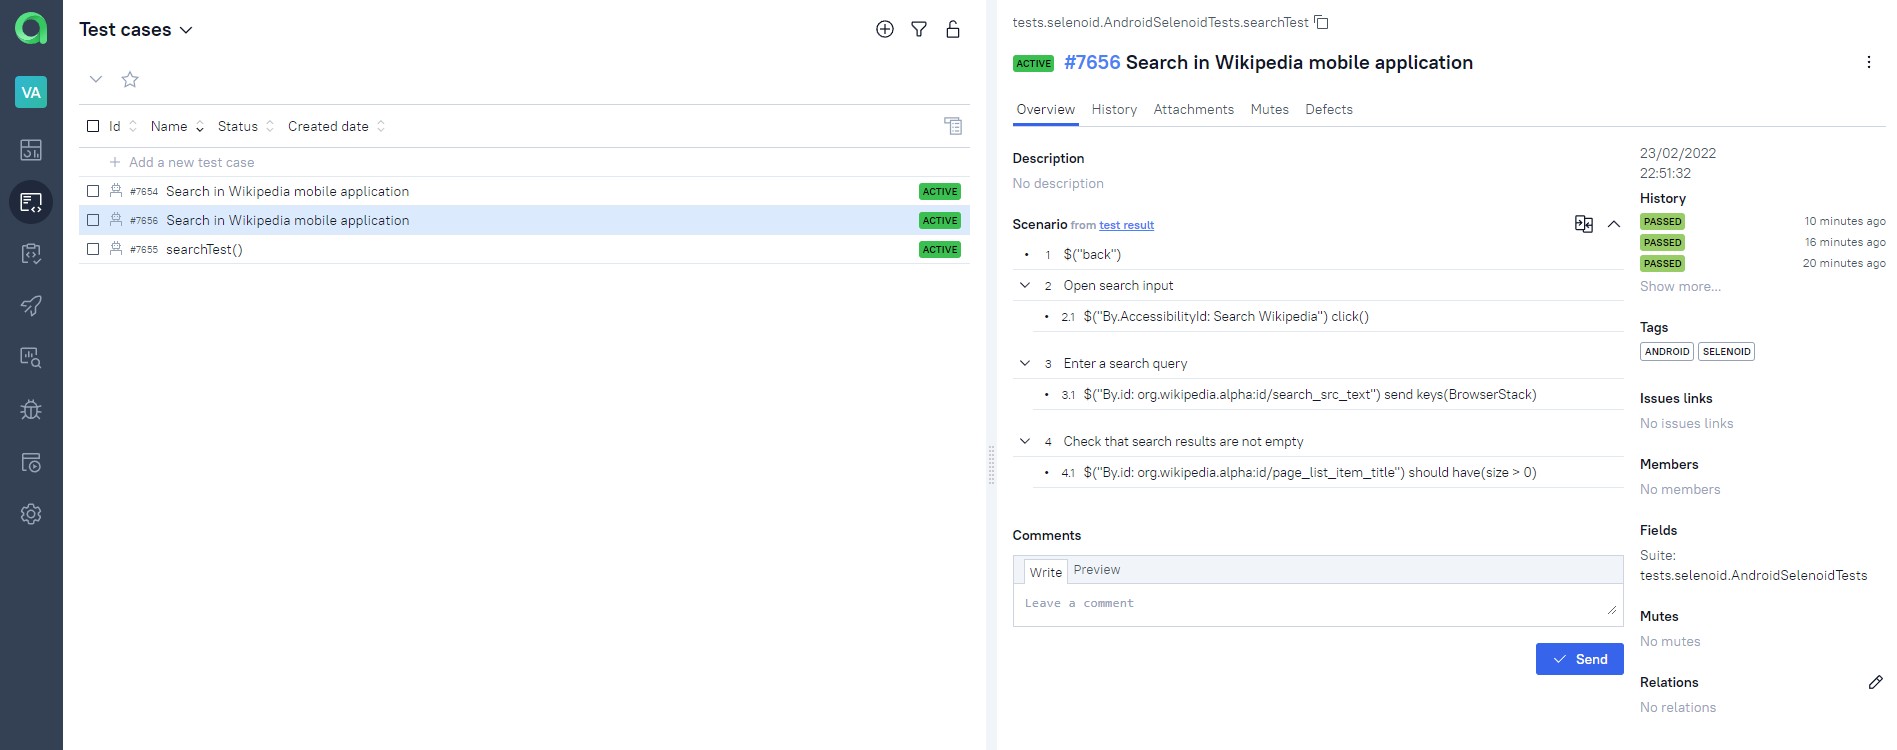 VA
Test cases
Id Name Status Created date
Add a new test case
#7654 Search in Wikipedia mobile application ACTIVE
#7656 Search in Wikipedia mobile application ACTIVE
#7655 searchTest() ACTIVE
tests.selenoid.AndroidSelenoidTests.searchTest
ACTIVE #7656 Search in Wikipedia mobile application
Overview History Attachments Mutes Defects
Description
No description
Scenario from test result
1 $("back")
2 Open search input
2.1 $("By.AccessibilityId: Search Wikipedia") click()
3 Enter a search query
3.1 $("By.id: org.wikipedia.alpha:id/search_src_text") send keys(BrowserStack)
4 Check that search results are not empty
4.1 $("By.id: org.wikipedia.alpha:id/page_list_item_title") should have(size > 0)
Comments
Write Preview
Leave a comment
Send
23/02/2022
22:51:32
History
PASSED 10 minutes ago
PASSED 16 minutes ago
PASSED 20 minutes ago
Show more...
Tags
ANDROID SELENOID
Issues links
No issues links
Members
No members
Fields
Suite:
tests.selenoid.AndroidSelenoidTests
Mutes
No mutes
Relations
No relations